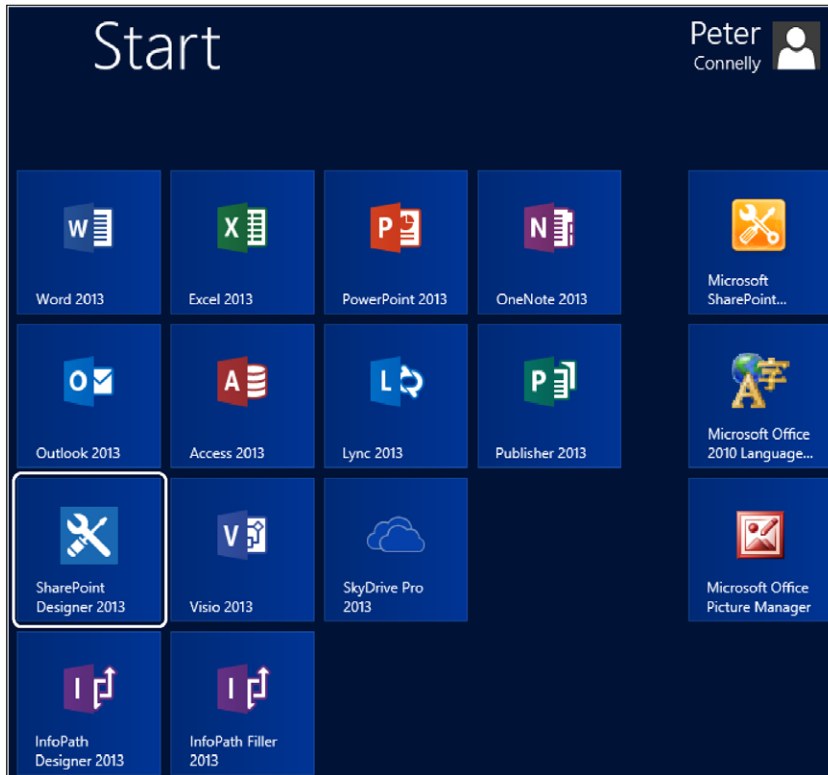 Start
Peter
Connelly
W
Word 2013
X
Excel 2013
P
PowerPoint 2013
N
OneNote 2013
Microsoft
SharePoint...
O
Outlook 2013
A
Access 2013
L
Lync 2013
P
Publisher 2013
A字
Microsoft Office
2010 Language...
SharePoint
Designer 2013
V
Visio 2013
SkyDrive Pro
2013
Microsoft Office
Picture Manager
I
InfoPath
Designer 2013
I
InfoPath Filler
2013